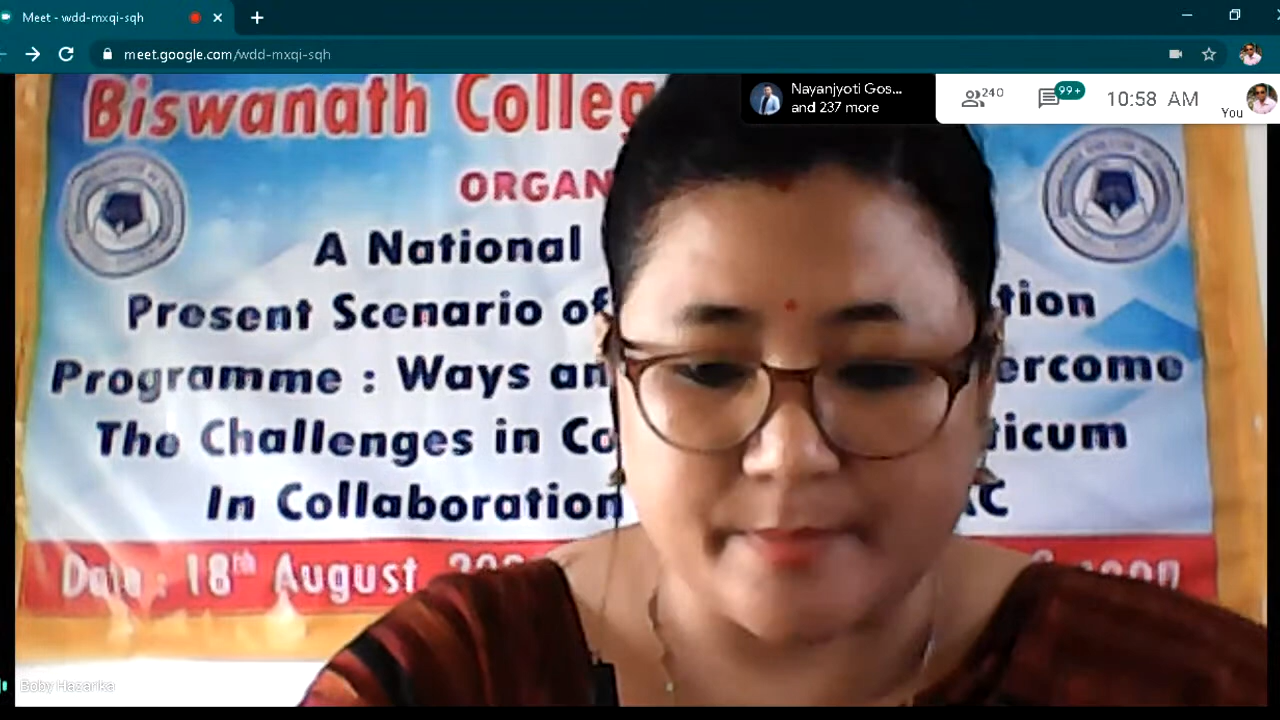 Meet - wdd-mxqi-sqh
meet.google.com/wdd-mxqi-sqh
Nayanjyoti Gos...
and 237 more
240
99+
10:58 AM
You
Biswanath Colleg
ORGAN
A National
Present Scenario of tion
Programme : Ways an ercome
The Challenges in Co ticum
In Collaboration AC
Date : 18th August
Boby Hazarika